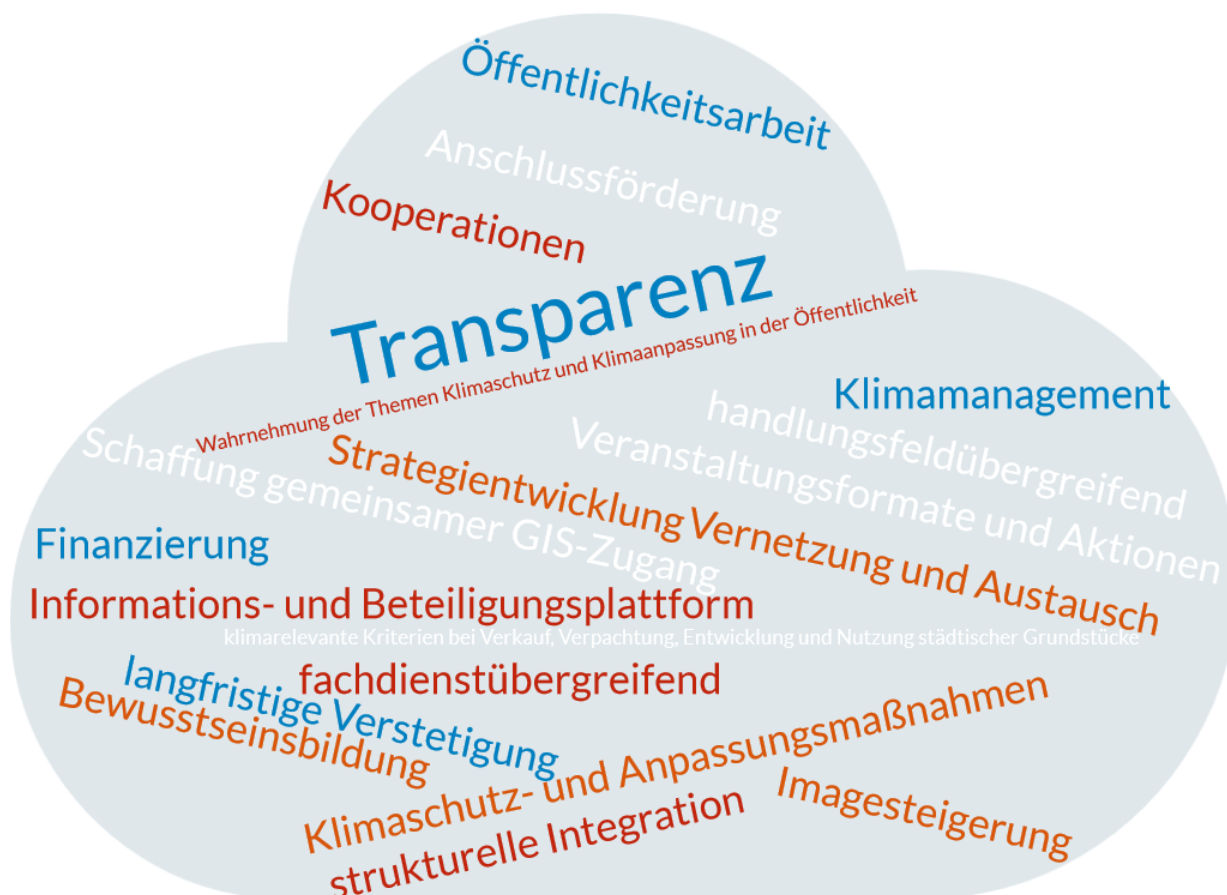 Öffentlichkeitsarbeit
Anschlussförderung
Kooperationen
Transparenz
Wahrnehmung der Themen Klimaschutz und Klimaanpassung in der Öffentlichkeit
Klimamanagement
handlungsfeldübergreifend
Veranstaltungsformate und Aktionen
Schaffung gemeinsamer GIS-Zugang
Strategientwicklung
Vernetzung und Austausch
Finanzierung
Informations- und Beteiligungsplattform
klimarelevante Kriterien bei Verkauf, Verpachtung, Entwicklung und Nutzung städtischer Grundstücke
fachdienstübergreifend
langfristige Verstetigung
Bewusstseinsbildung
Klimaschutz- und Anpassungsmaßnahmen
Imagesteigerung
strukturelle Integration